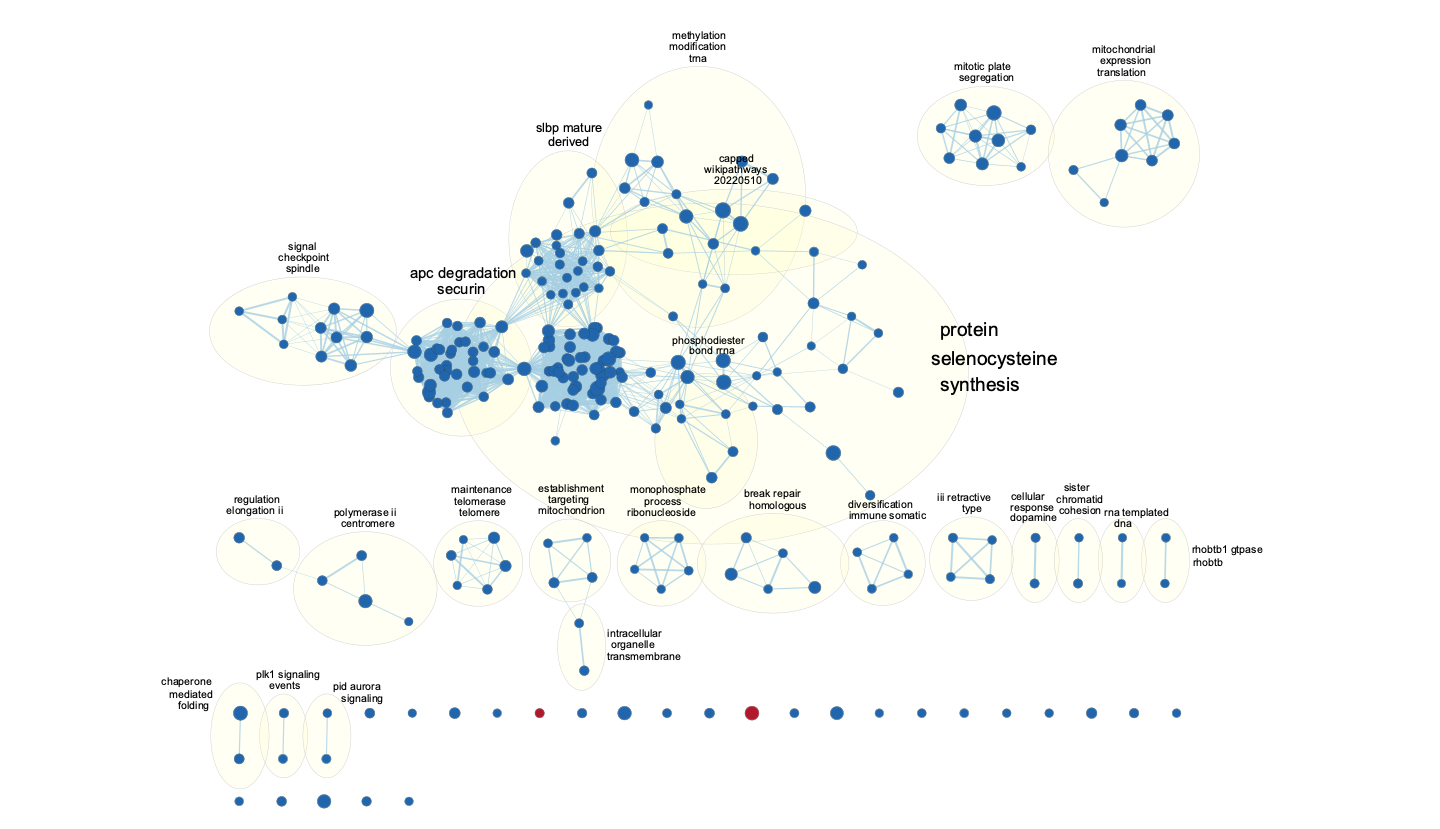 methylation
modification
trna
mitotic plate
segregation
mitochondrial
expression
translation
slbp mature
derived
capped
wikipathways
20220510
signal
checkpoint
spindle
apc degradation
securin
phosphodiester
bond rrna
protein
selenocysteine
synthesis
regulation
elongation ii
polymerase ii
centromere
maintenance
telomerase
telomere
establishment
targeting
mitochondrion
monophosphate
process
ribonucleoside
break repair
homologous
diversification
immune somatic
iii retractive
type
cellular
response
dopamine
sister
chromatid
cohesion
rna templated
dna
rhobtb1 gtpase
rhobtb
intracellular
organelle
transmembrane
chaperone
mediated
folding
plk1 signaling
events
pid aurora
signaling